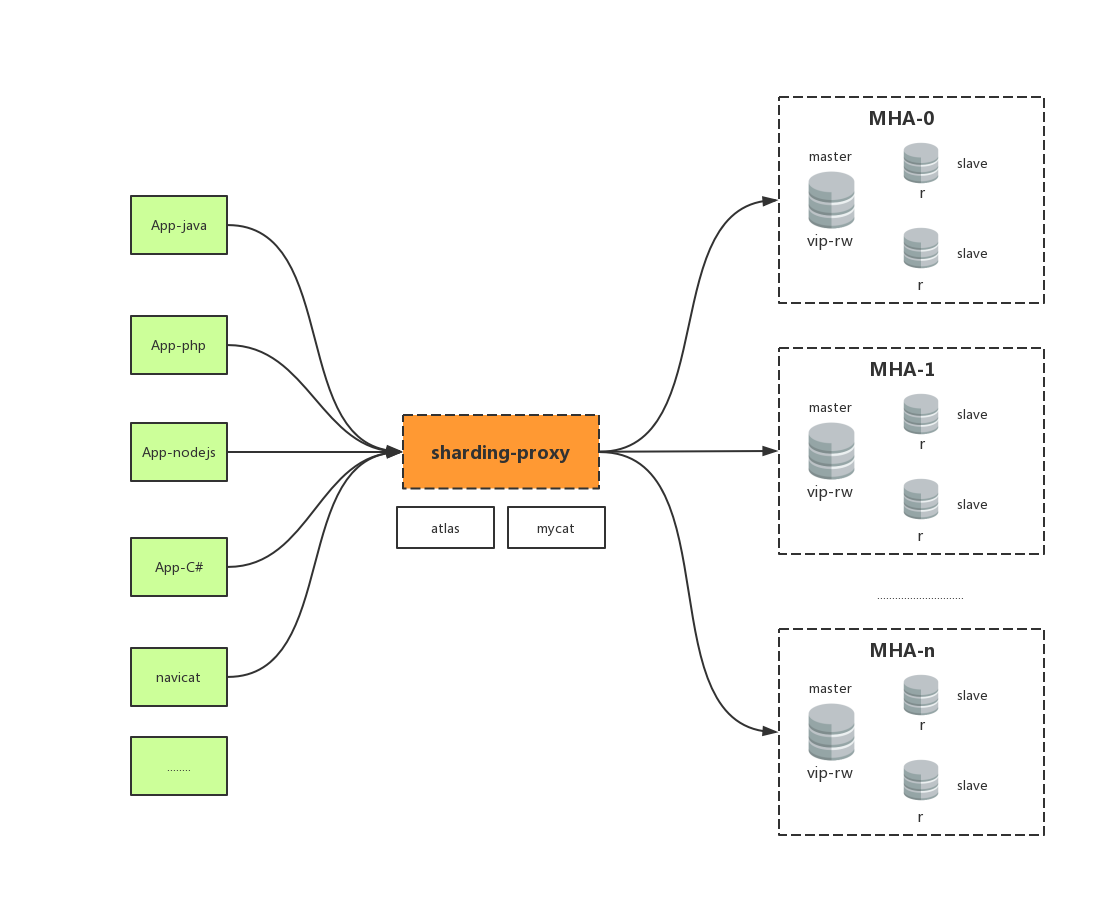 App-java
App-php
App-nodejs
App-C#
navicat
........
sharding-proxy
atlas
mycat
MHA-0
master
slave
r
vip-rw
slave
r
MHA-1
master
slave
r
vip-rw
slave
r
.............................
MHA-n
master
slave
r
vip-rw
slave
r